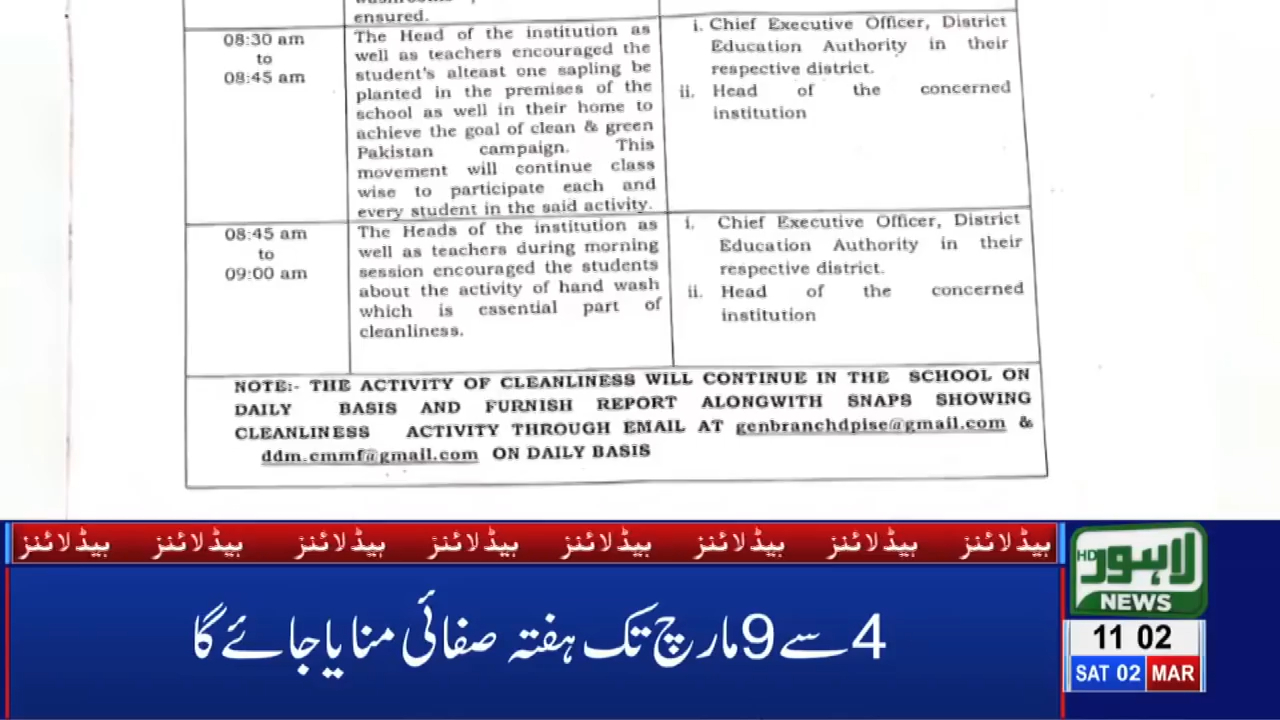 ensured.
08:30 am
to
08:45 am
The Head of the institution as
well as teachers encouraged the
student's alteast one sapling be
planted in the premises of the
school as well in their home to
achieve the goal of clean & green
Pakistan campaign. This
movement will continue class
wise to participate each and
every student in the said activity.
i. Chief Executive Officer, District
Education Authority in their
respective district.
ii. Head of the concerned
institution
08:45 am
to
09:00 am
The Heads of the institution as
well as teachers during morning
session encouraged the students
about the activity of hand wash
which is essential part of
cleanliness.
i. Chief Executive Officer, District
Education Authority in their
respective district.
ii. Head of the concerned
institution
NOTE:- THE ACTIVITY OF CLEANLINESS WILL CONTINUE IN THE SCHOOL ON
DAILY BASIS AND FURNISH REPORT ALONGWITH SNAPS SHOWING
CLEANLINESS ACTIVITY THROUGH EMAIL AT genbranchdpise@gmail.com &
ddm.cmmf@gmail.com ON DAILY BASIS
ہیڈلائنز ہیڈلائنز ہیڈلائنز ہیڈلائنز ہیڈلائنز ہیڈلائنز ہیڈلائنز ہیڈلائنز
4 سے 9 مارچ تک ہفتہ صفائی منایا جائے گا
HD لاہور
NEWS
11 02
SAT 02 MAR